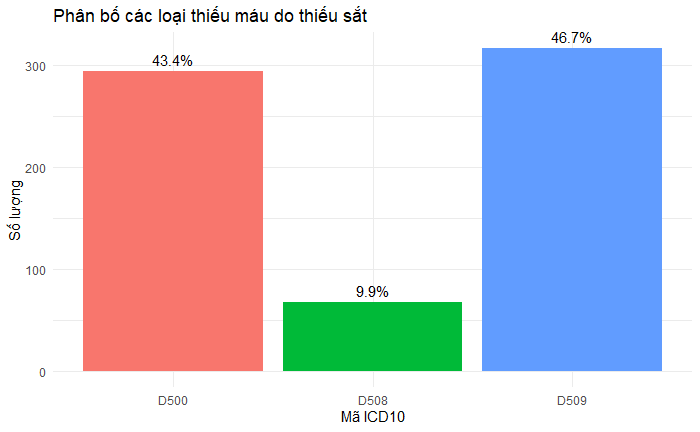 Phân bố các loại thiếu máu do thiếu sắt
46.7%
43.4%
9.9%
300
200
100
0
Số lượng
D500
D508
D509
Mã ICD10